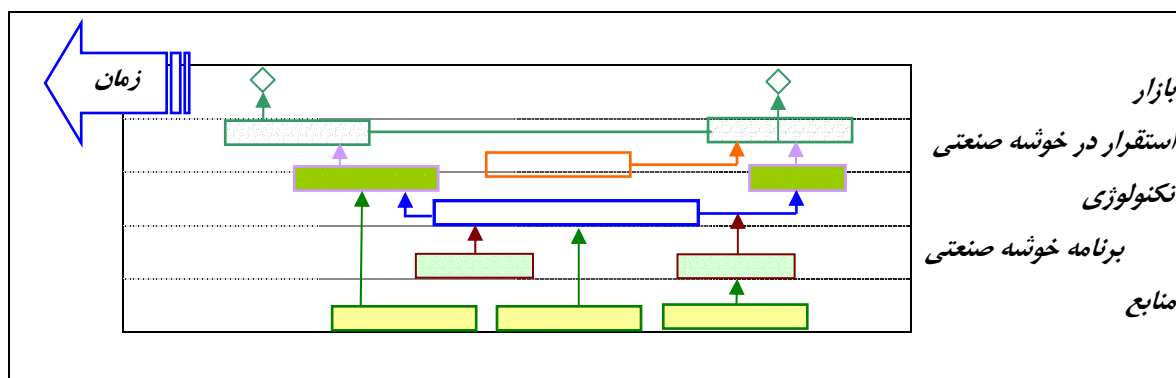 زمان
بازار
استقرار در خوشه صنعتی
تکنولوژی
برنامه خوشه صنعتی
منابع